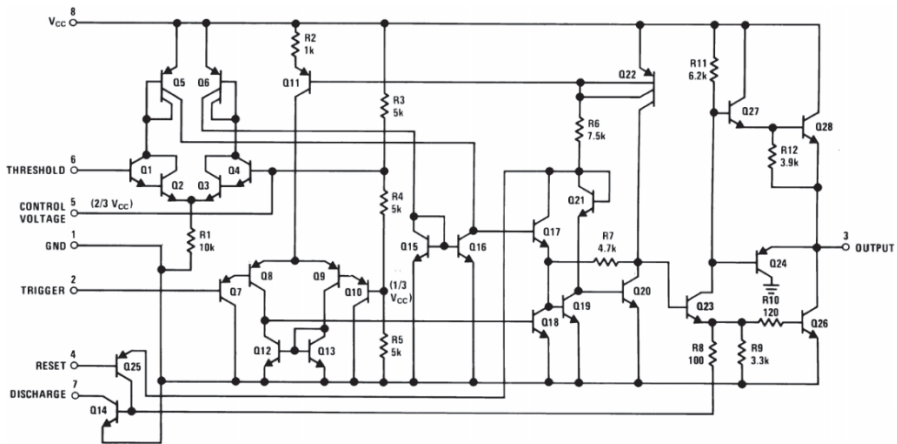 8
VCC
R2
1k
Q5
Q6
Q11
Q22
R11
6.2k
Q27
Q28
R3
5k
R6
7.5k
R12
3.9k
6
THRESHOLD
Q1
Q2
Q3
Q4
5
CONTROL
VOLTAGE
(2/3 VCC)
R4
5k
Q21
1
GND
R1
10k
Q15
Q16
Q17
R7
4.7k
3
OUTPUT
Q24
2
TRIGGER
Q7
Q8
Q9
Q10
(1/3
VCC)
Q18
Q19
Q20
Q23
R10
120
Q26
Q12
Q13
R5
5k
R8
100
R9
3.3k
4
RESET
Q25
7
DISCHARGE
Q14